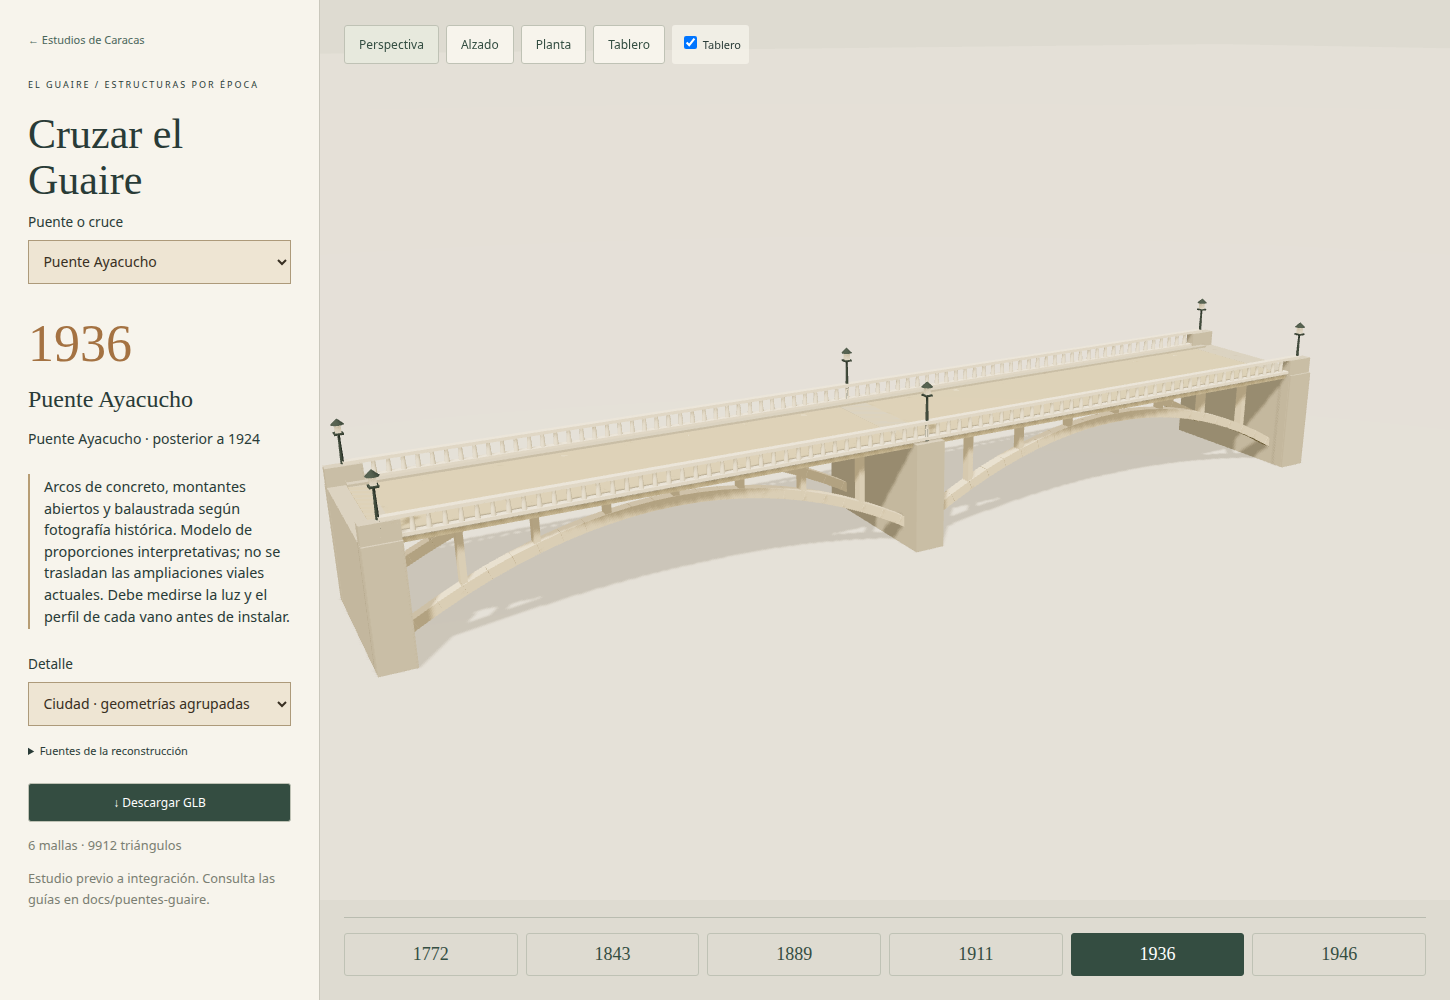 ← Estudios de Caracas
EL GUAIRE / ESTRUCTURAS POR ÉPOCA
Cruzar el
Guaire
Puente o cruce
Puente Ayacucho
1936
Puente Ayacucho
Puente Ayacucho · posterior a 1924
Arcos de concreto, montantes
abiertos y balaustrada según
fotografía histórica. Modelo de
proporciones interpretativas; no se
trasladan las ampliaciones viales
actuales. Debe medirse la luz y el
perfil de cada vano antes de instalar.
Detalle
Ciudad · geometrías agrupadas
Fuentes de la reconstrucción
↓ Descargar GLB
6 mallas · 9912 triángulos
Estudio previo a integración. Consulta las
guías en docs/puentes-guaire.
Perspectiva Alzado Planta Tablero Tablero
1772 1843 1889 1911 1936 1946